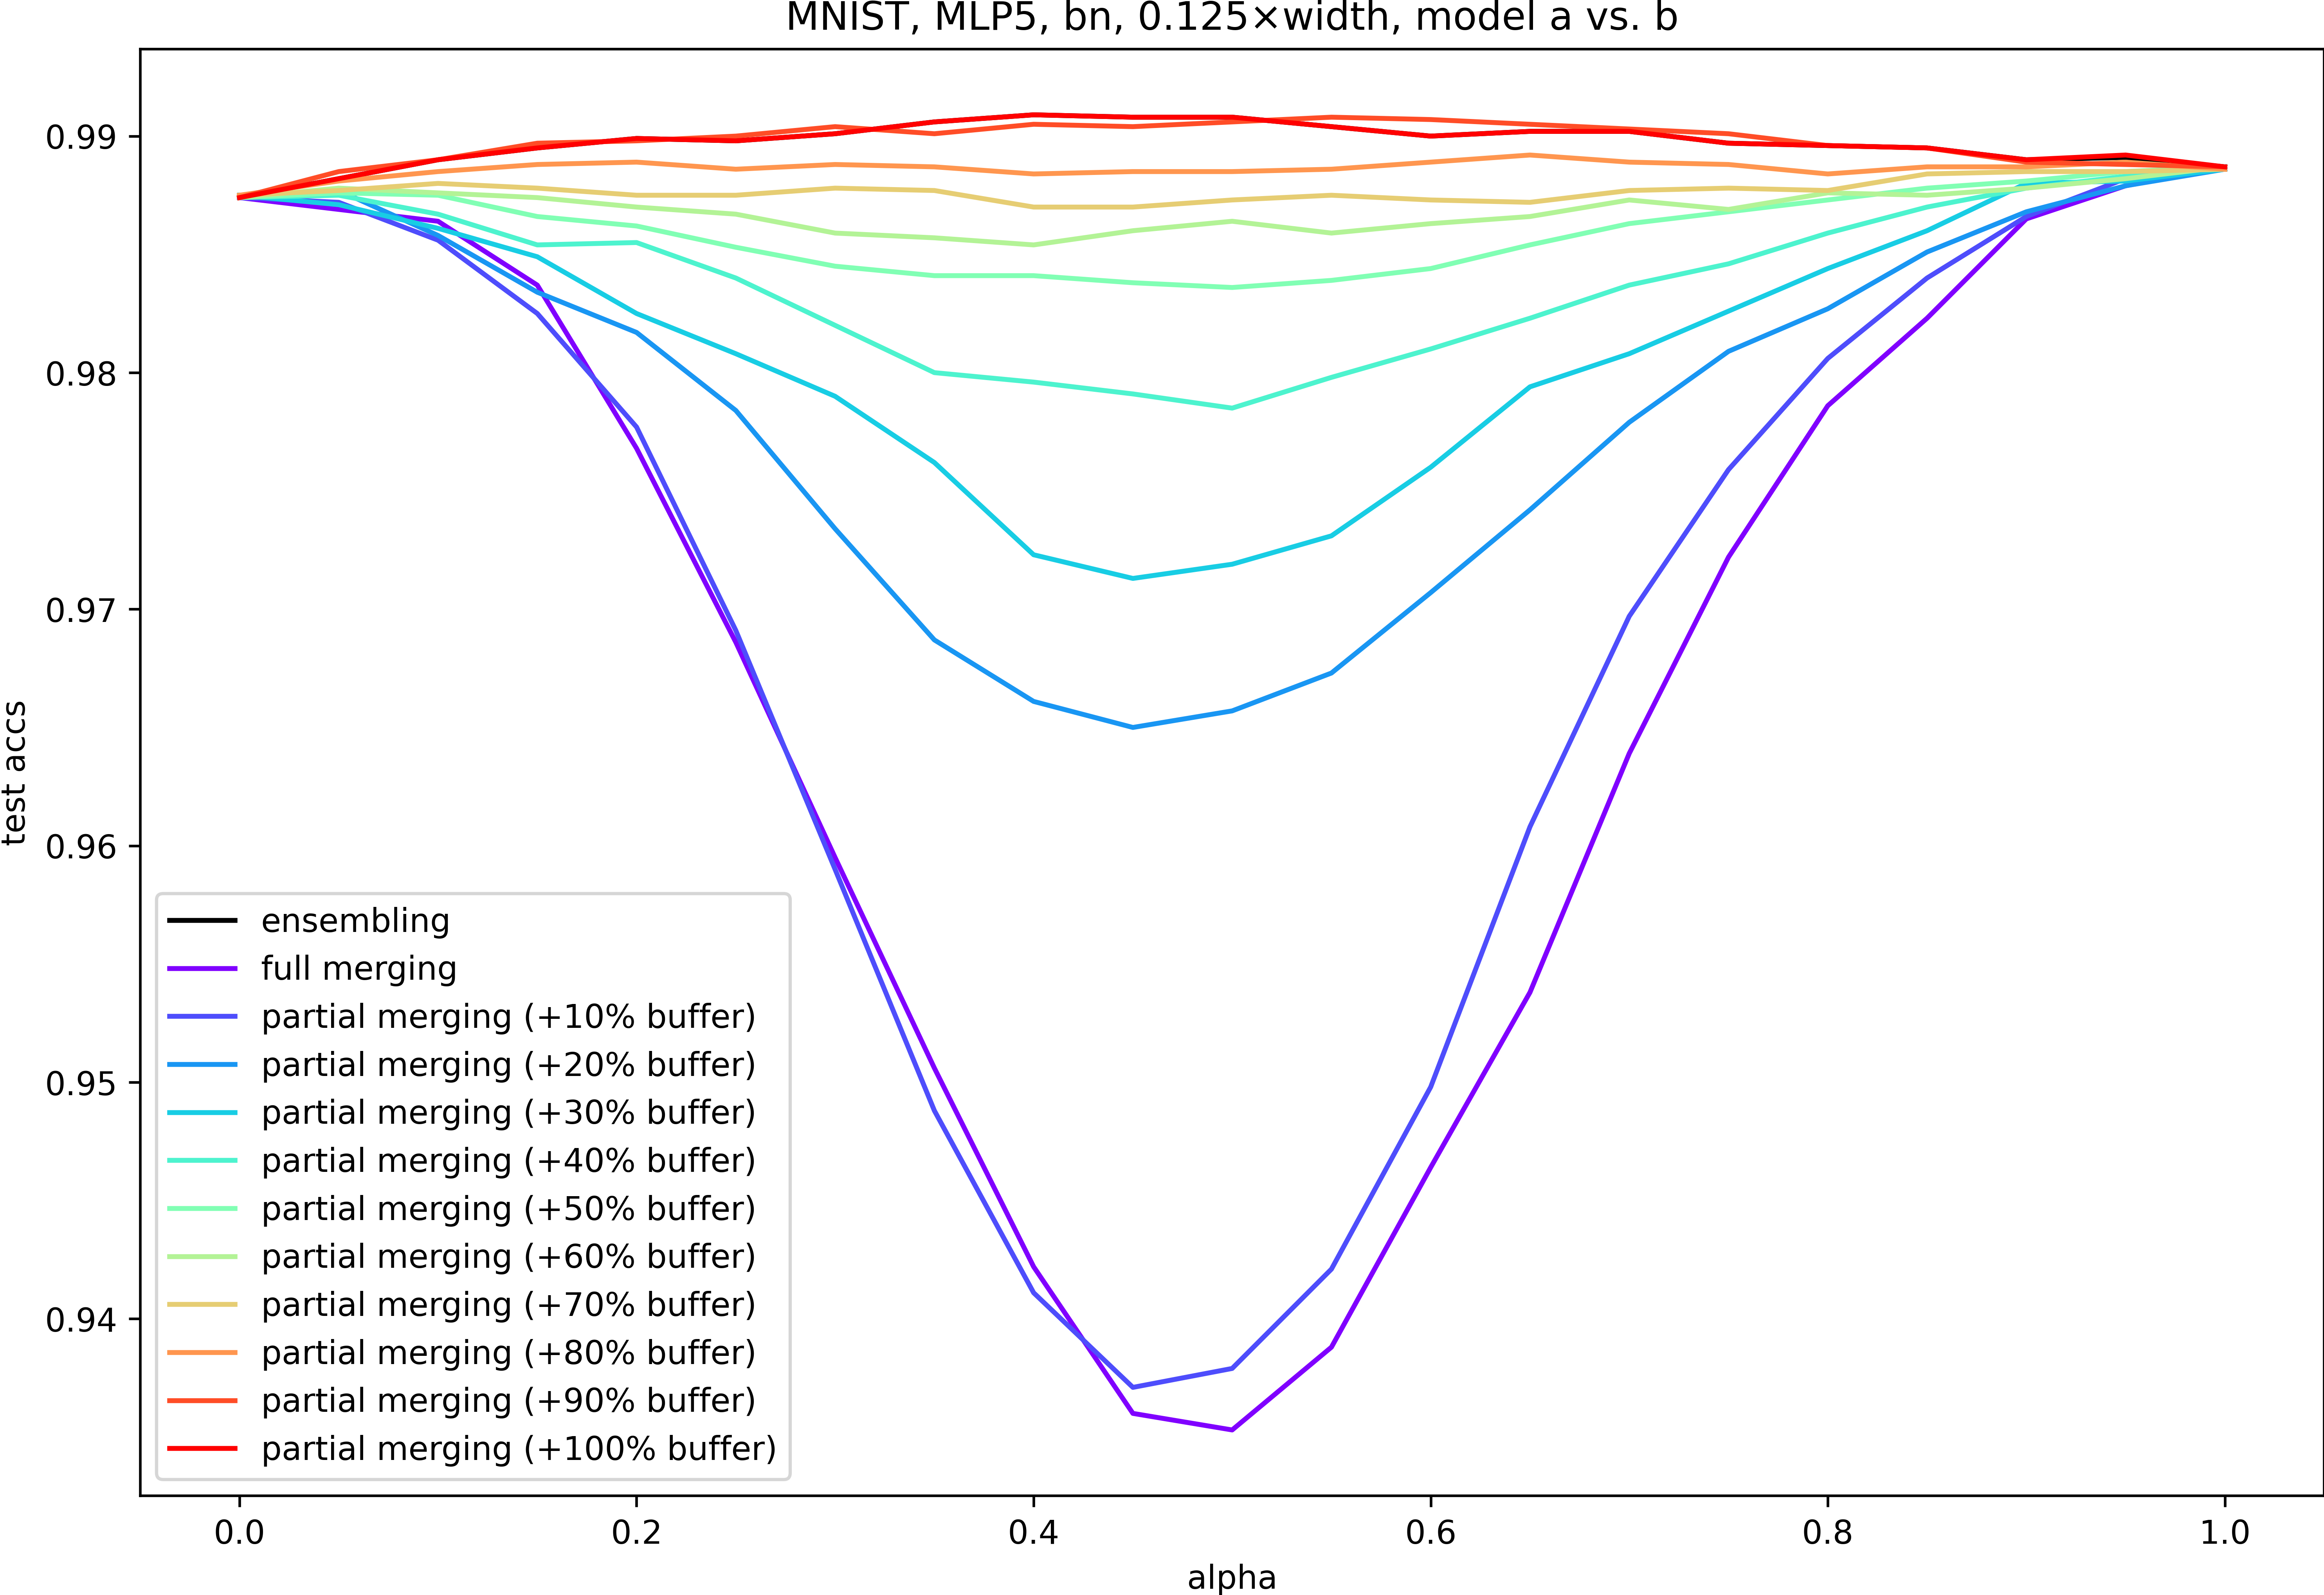 MNIST, MLP5, bn, 0.125×width, model a vs. b
0.99
0.98
0.97
0.96
0.95
0.94
test accs
ensembling
full merging
partial merging (+10% buffer)
partial merging (+20% buffer)
partial merging (+30% buffer)
partial merging (+40% buffer)
partial merging (+50% buffer)
partial merging (+60% buffer)
partial merging (+70% buffer)
partial merging (+80% buffer)
partial merging (+90% buffer)
partial merging (+100% buffer)
0.0 0.2 0.4 0.6 0.8 1.0
alpha